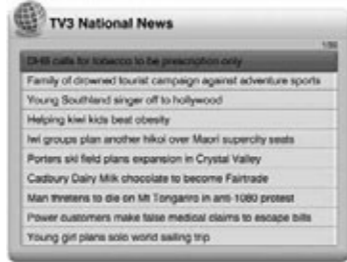 TV3 National News
1/50
DHB calls for tobacco to be prescription only
Family of drowned tourist campaign against adventure sports
Young Southland singer off to hollywood
Helping kiwi kids beat obesity
Iwi groups plan another hikoi over Maori supercity seats
Porters ski field plans expansion in Crystal Valley
Cadbury Dairy Milk chocolate to become Fairtrade
Man thretens to die on Mt Tongariro in anti-1080 protest
Power customers make false medical claims to escape bills
Young girl plans solo world sailing trip